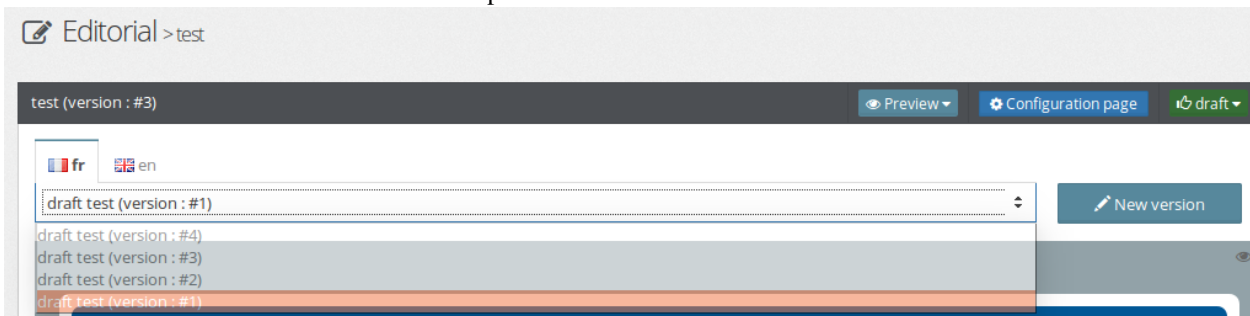 Editorial > test
test (version : #3) Preview Configuration page draft
fr en
draft test (version : #1) New version
draft test (version : #4)
draft test (version : #3)
draft test (version : #2)
draft test (version : #1)